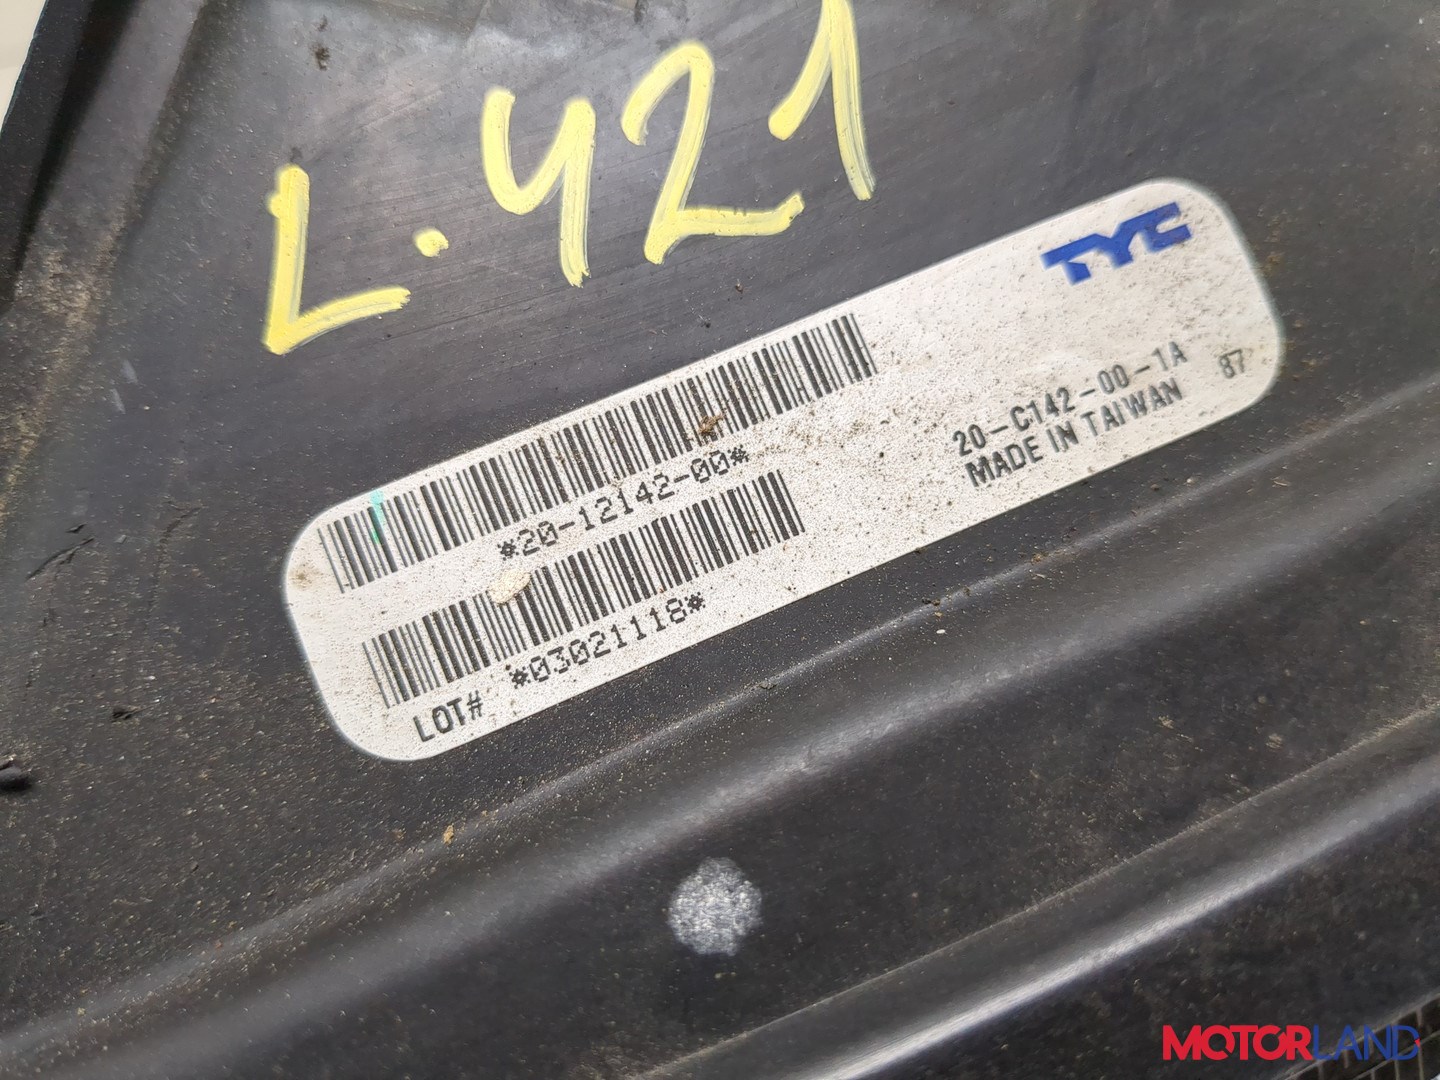 L.421
TYC
*20-12142-00*
20-C142-00-1A 87
MADE IN TAIWAN
*03021118*
LOT#
MOTORLAND